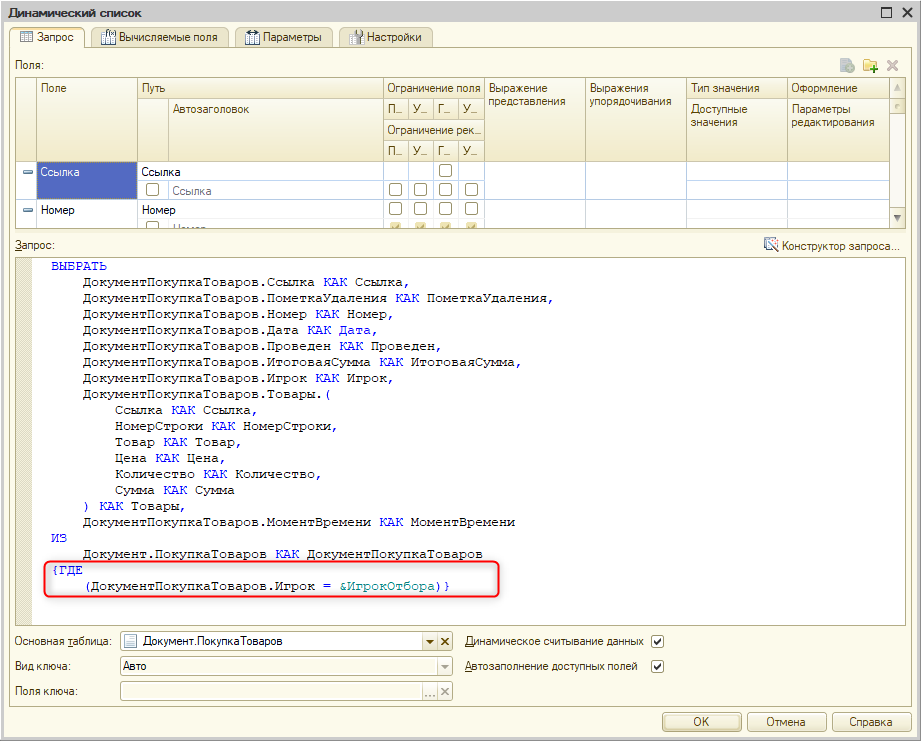 Динамический список
Запрос Вычисляемые поля Параметры Настройки
Поля:
Поле Путь Ограничение поля Выражение представления Выражения упорядочивания Тип значения Оформление
Автозаголовок П... У... Г... У... Доступные значения Параметры редактирования
Ограничение рек...
П... У... Г... У...
Ссылка Ссылка
Ссылка
Номер Номер
Номер
Запрос: Конструктор запроса...
ВЫБРАТЬ
ДокументПокупкаТоваров.Ссылка КАК Ссылка,
ДокументПокупкаТоваров.ПометкаУдаления КАК ПометкаУдаления,
ДокументПокупкаТоваров.Номер КАК Номер,
ДокументПокупкаТоваров.Дата КАК Дата,
ДокументПокупкаТоваров.Проведен КАК Проведен,
ДокументПокупкаТоваров.ИтоговаяСумма КАК ИтоговаяСумма,
ДокументПокупкаТоваров.Игрок КАК Игрок,
ДокументПокупкаТоваров.Товары.(
Ссылка КАК Ссылка,
НомерСтроки КАК НомерСтроки,
Товар КАК Товар,
Цена КАК Цена,
Количество КАК Количество,
Сумма КАК Сумма
) КАК Товары,
ДокументПокупкаТоваров.МоментВремени КАК МоментВремени
ИЗ
Документ.ПокупкаТоваров КАК ДокументПокупкаТоваров
{ГДЕ
(ДокументПокупкаТоваров.Игрок = &ИгрокОтбора)}
Основная таблица: Документ.ПокупкаТоваров Динамическое считывание данных
Вид ключа: Авто Автозаполнение доступных полей
Поля ключа: ...
OK Отмена Справка